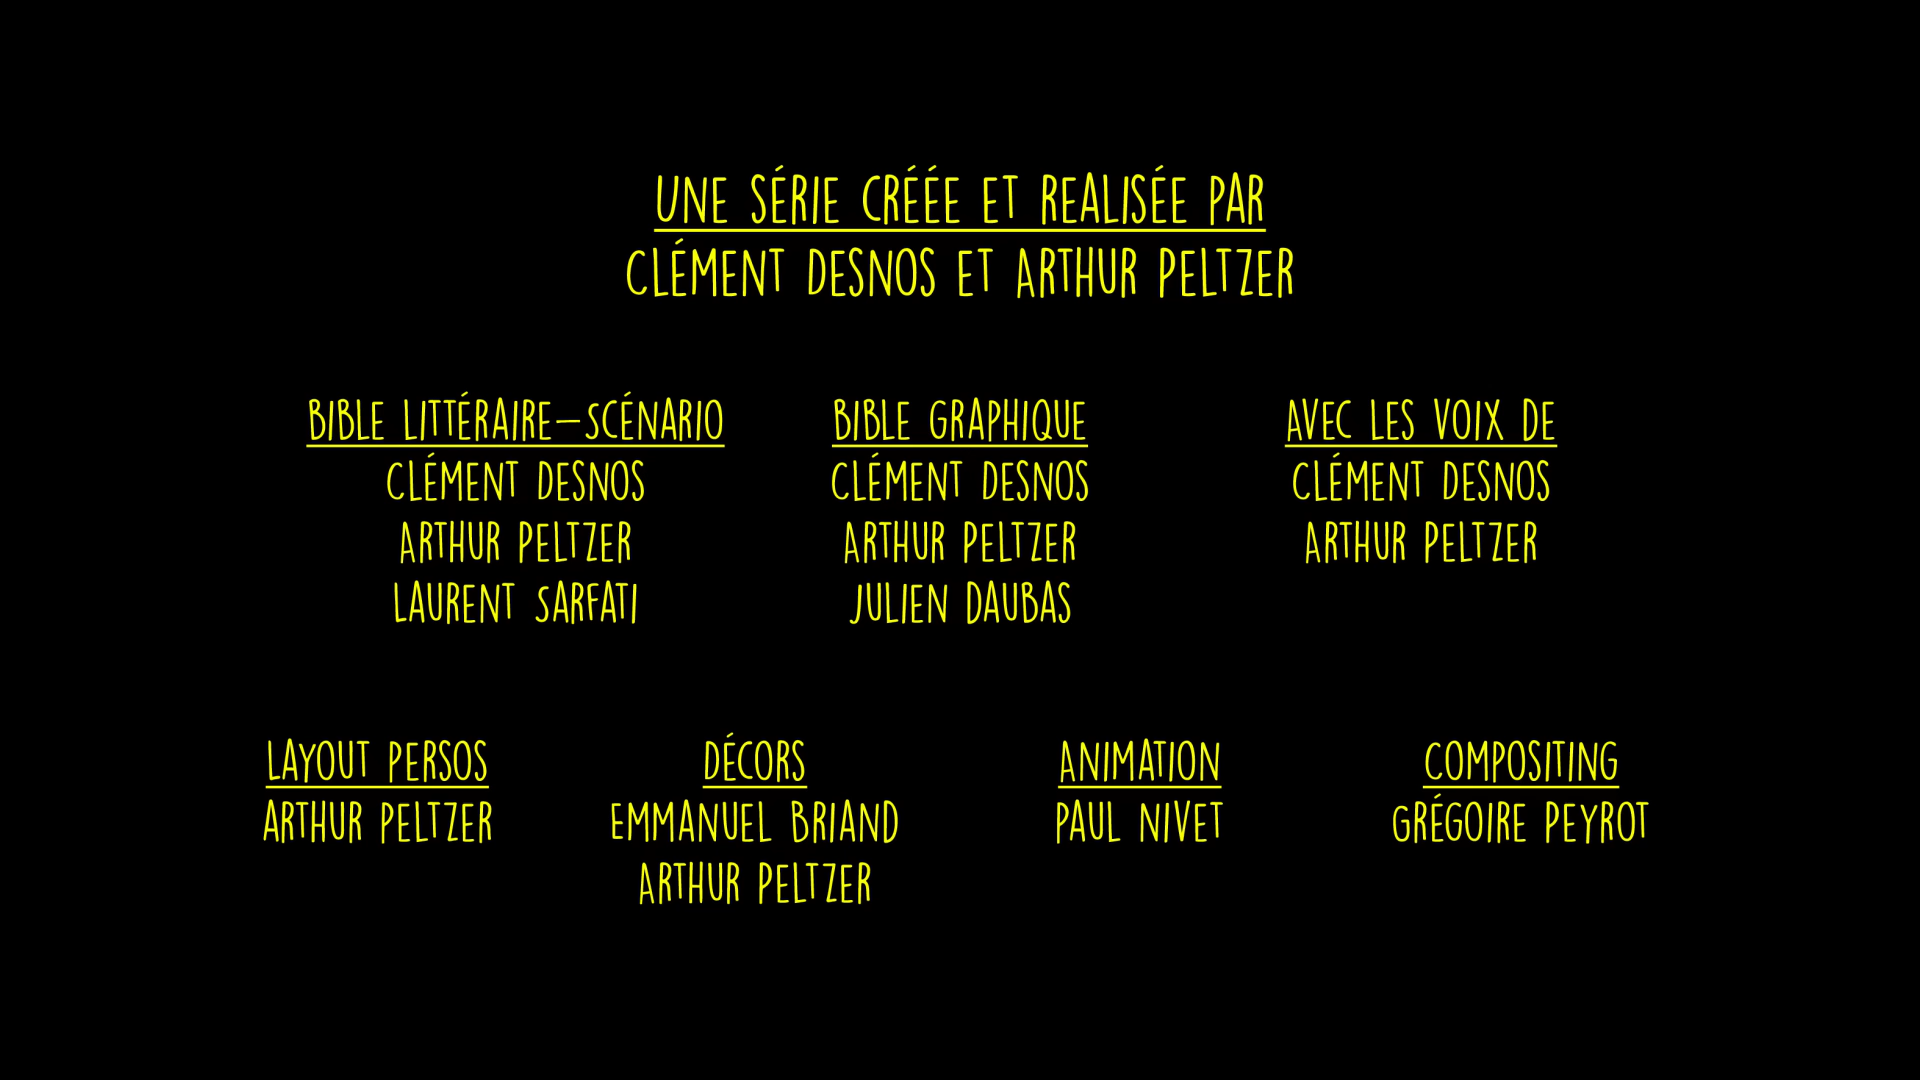 UNE SÉRIE CRÉÉE ET REALISÉE PAR
CLÉMENT DESNOS ET ARTHUR PELTZER
BIBLE LITTÉRAIRE–SCÉNARIO
CLÉMENT DESNOS
ARTHUR PELTZER
LAURENT SARFATI
BIBLE GRAPHIQUE
CLÉMENT DESNOS
ARTHUR PELTZER
JULIEN DAUBAS
AVEC LES VOIX DE
CLÉMENT DESNOS
ARTHUR PELTZER
LAYOUT PERSOS
ARTHUR PELTZER
DÉCORS
EMMANUEL BRIAND
ARTHUR PELTZER
ANIMATION
PAUL NIVET
COMPOSITING
GRÉGOIRE PEYROT